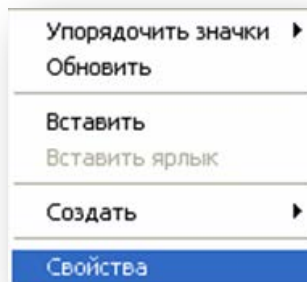 Упорядочить значки
Обновить
Вставить
Вставить ярлык
Создать
Свойства